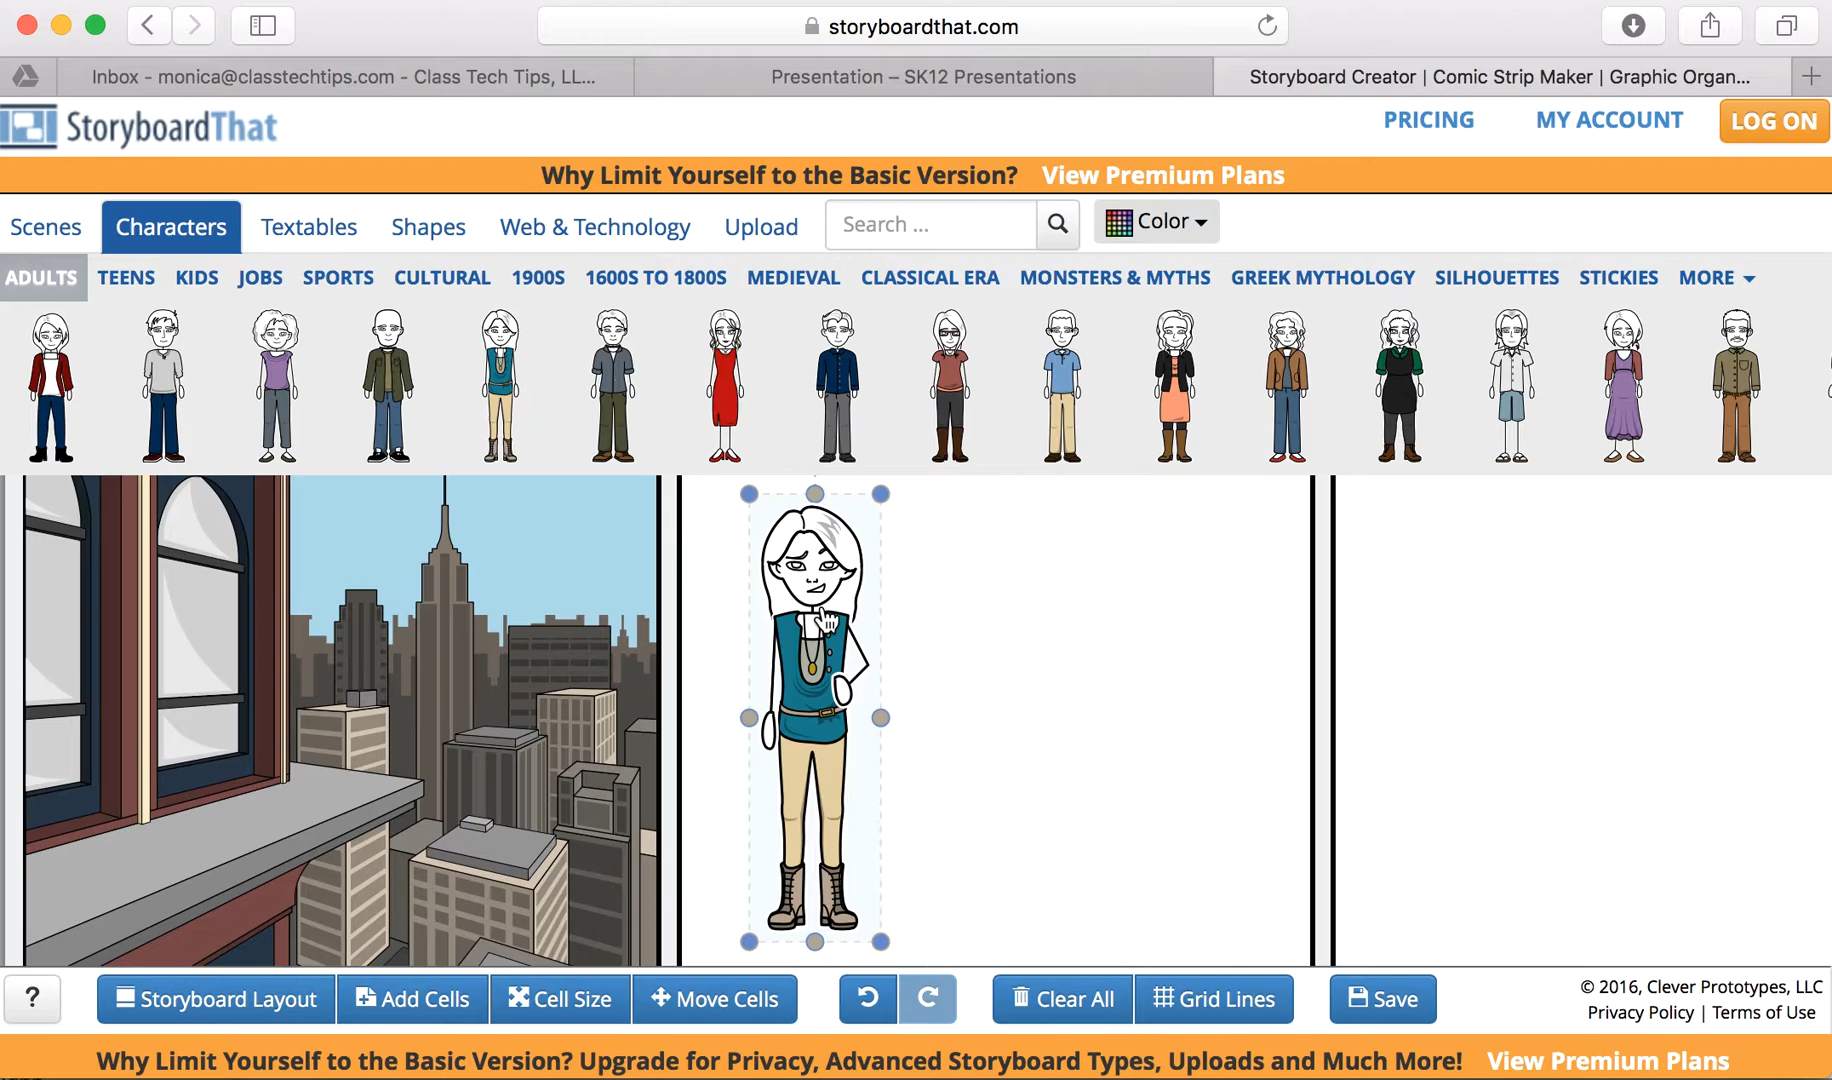 storyboardthat.com
Inbox - monica@classtechtips.com - Class Tech Tips, LL...
Presentation – SK12 Presentations
Storyboard Creator | Comic Strip Maker | Graphic Organ...
StoryboardThat
PRICING
MY ACCOUNT
LOG ON
Why Limit Yourself to the Basic Version? View Premium Plans
Scenes
Characters
Textables
Shapes
Web & Technology
Upload
Search ...
Color
ADULTS
TEENS
KIDS
JOBS
SPORTS
CULTURAL
1900S
1600S TO 1800S
MEDIEVAL
CLASSICAL ERA
MONSTERS & MYTHS
GREEK MYTHOLOGY
SILHOUETTES
STICKIES
MORE
?
Storyboard Layout
Add Cells
Cell Size
Move Cells
Clear All
Grid Lines
Save
© 2016, Clever Prototypes, LLC
Privacy Policy | Terms of Use
Why Limit Yourself to the Basic Version? Upgrade for Privacy, Advanced Storyboard Types, Uploads and Much More! View Premium Plans